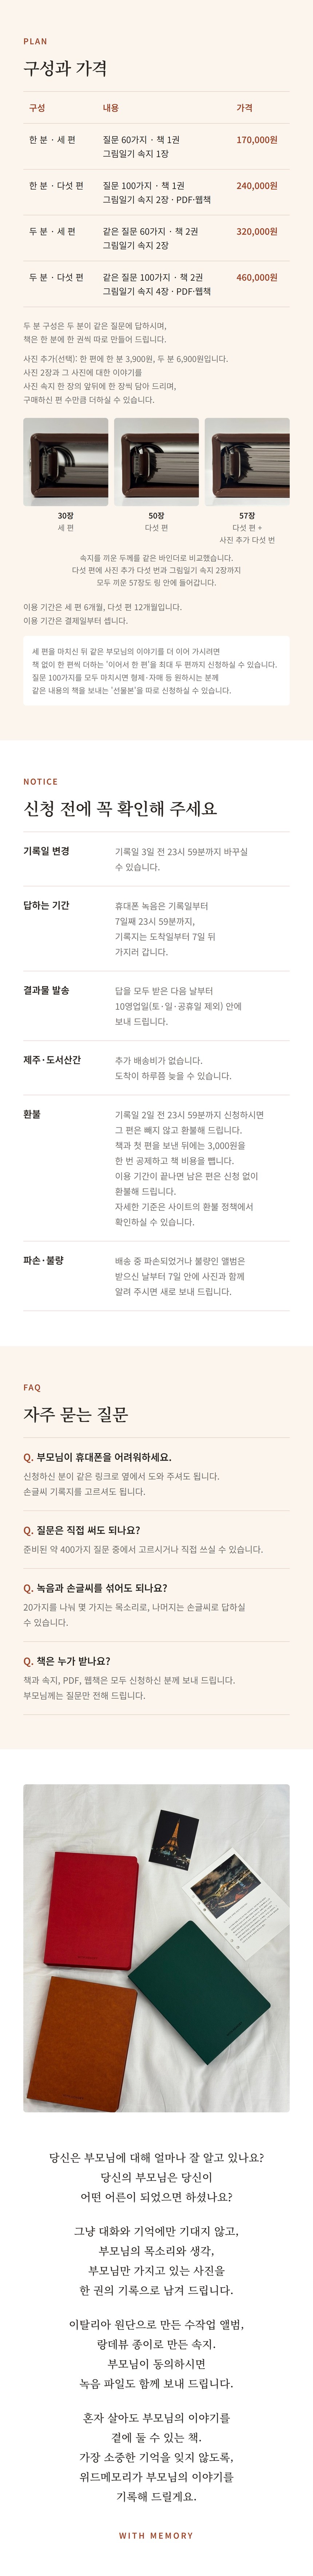 PLAN
구성과 가격
구성 내용 가격
한 분 · 세 편 질문 60가지 · 책 1권 170,000원
그림일기 속지 1장
한 분 · 다섯 편 질문 100가지 · 책 1권 240,000원
그림일기 속지 2장 · PDF·웹책
두 분 · 세 편 같은 질문 60가지 · 책 2권 320,000원
그림일기 속지 2장
두 분 · 다섯 편 같은 질문 100가지 · 책 2권 460,000원
그림일기 속지 4장 · PDF·웹책
두 분 구성은 두 분이 같은 질문에 답하시며,
책은 한 분에 한 권씩 따로 만들어 드립니다.
사진 추가(선택): 한 편에 한 분 3,900원, 두 분 6,900원입니다.
사진 2장과 그 사진에 대한 이야기를
사진 속지 한 장의 앞뒤에 한 장씩 담아 드리며,
구매하신 편 수만큼 더하실 수 있습니다.
30장 50장 57장
세 편 다섯 편 다섯 편 +
사진 추가 다섯 번
속지를 끼운 두께를 같은 바인더로 비교했습니다.
다섯 편에 사진 추가 다섯 번과 그림일기 속지 2장까지
모두 끼운 57장도 링 안에 들어갑니다.
이용 기간은 세 편 6개월, 다섯 편 12개월입니다.
이용 기간은 결제일부터 셉니다.
세 편을 마치신 뒤 같은 부모님의 이야기를 더 이어 가시려면
책 없이 한 편씩 더하는 '이어서 한 편'을 최대 두 편까지 신청하실 수 있습니다.
질문 100가지를 모두 마치시면 형제·자매 등 원하시는 분께
같은 내용의 책을 보내는 '선물본'을 따로 신청하실 수 있습니다.
NOTICE
신청 전에 꼭 확인해 주세요
기록일 변경 기록일 3일 전 23시 59분까지 바꾸실
수 있습니다.
답하는 기간 휴대폰 녹음은 기록일부터
7일째 23시 59분까지,
기록지는 도착일부터 7일 뒤
가지러 갑니다.
결과물 발송 답을 모두 받은 다음 날부터
10영업일(토·일·공휴일 제외) 안에
보내 드립니다.
제주·도서산간 추가 배송비가 없습니다.
도착이 하루쯤 늦을 수 있습니다.
환불 기록일 2일 전 23시 59분까지 신청하시면
그 편은 빼지 않고 환불해 드립니다.
책과 첫 편을 보낸 뒤에는 3,000원을
한 번 공제하고 책 비용을 뺍니다.
이용 기간이 끝나면 남은 편은 신청 없이
환불해 드립니다.
자세한 기준은 사이트의 환불 정책에서
확인하실 수 있습니다.
파손·불량 배송 중 파손되었거나 불량인 앨범은
받으신 날부터 7일 안에 사진과 함께
알려 주시면 새로 보내 드립니다.
FAQ
자주 묻는 질문
Q. 부모님이 휴대폰을 어려워하세요.
신청하신 분이 같은 링크로 옆에서 도와 주셔도 됩니다.
손글씨 기록지를 고르셔도 됩니다.
Q. 질문은 직접 써도 되나요?
준비된 약 400가지 질문 중에서 고르시거나 직접 쓰실 수 있습니다.
Q. 녹음과 손글씨를 섞어도 되나요?
20가지를 나눠 몇 가지는 목소리로, 나머지는 손글씨로 답하실
수 있습니다.
Q. 책은 누가 받나요?
책과 속지, PDF, 웹책은 모두 신청하신 분께 보내 드립니다.
부모님께는 질문만 전해 드립니다.
당신은 부모님에 대해 얼마나 잘 알고 있나요?
당신의 부모님은 당신이
어떤 어른이 되었으면 하셨나요?
그냥 대화와 기억에만 기대지 않고,
부모님의 목소리와 생각,
부모님만 가지고 있는 사진을
한 권의 기록으로 남겨 드립니다.
이탈리아 원단으로 만든 수작업 앨범,
랑데뷰 종이로 만든 속지.
부모님이 동의하시면
녹음 파일도 함께 보내 드립니다.
혼자 살아도 부모님의 이야기를
곁에 둘 수 있는 책.
가장 소중한 기억을 잊지 않도록,
위드메모리가 부모님의 이야기를
기록해 드릴게요.
WITH MEMORY